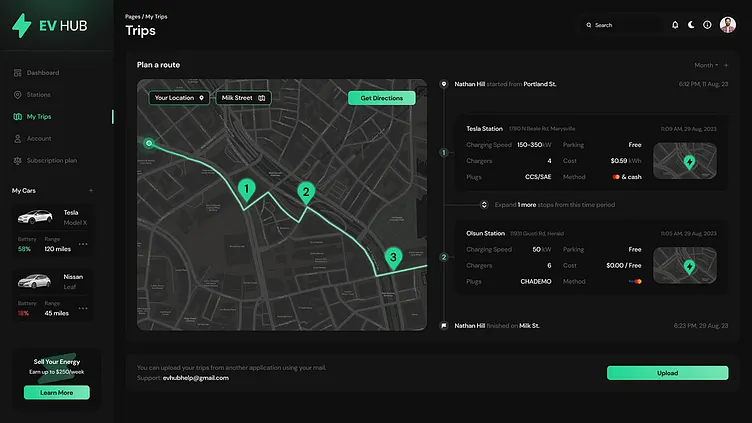 EV HUB
Dashboard
Stations
My Trips
Account
Subscription plan
My Cars +
Tesla
Model X
Battery Range
58% 120 miles
Nissan
Leaf
Battery Range
18% 45 miles
Sell Your Energy
Earn up to $250/week
Learn More
Pages / My Trips
Trips
Search
Plan a route
Month +
Your Location
Milk Street
Get Directions
1
2
3
Nathan Hill started from Portland St. 6:12 PM, 11 Aug, 23
1
Tesla Station 1780 N Beale Rd, Marysville 11:09 AM, 29 Aug, 2023
Charging Speed 150-350kW Parking Free
Chargers 4 Cost $0.59 kWh
Plugs CCS/SAE Method & cash
Expand 1 more stops from this time period
2
Olsun Station Giusti Rd, Herald 11:05 AM, 29 Aug, 2023
Charging Speed 50 kW Parking Free
Chargers 6 Cost $0.00 / Free
Plugs CHADEMO Method
Nathan Hill finished on Milk St. 6:23 PM, 29 Aug, 23
You can upload your trips from another application using your mail.
Support: evhubhelp@gmail.com
Upload